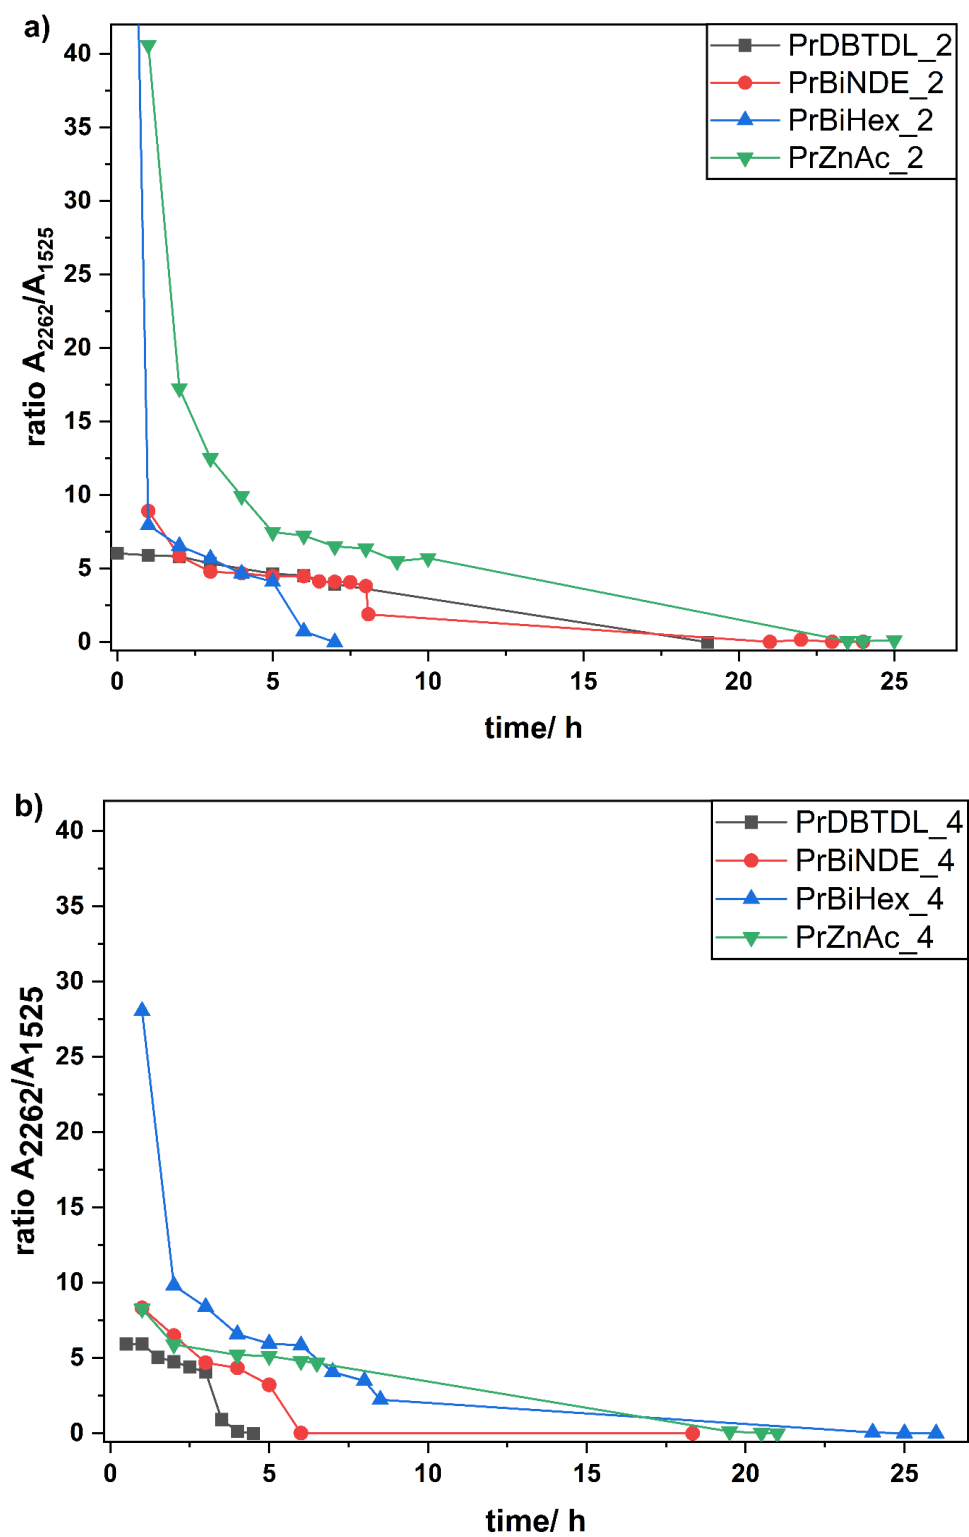 a)
PrDBTDL_2
PrBiNDE_2
PrBiHex_2
PrZnAc_2
40
35
30
25
20
15
10
5
0
ratio A2262/A1525
0 5 10 15 20 25
time/ h
b)
PrDBTDL_4
PrBiNDE_4
PrBiHex_4
PrZnAc_4
40
35
30
25
20
15
10
5
0
ratio A2262/A1525
0 5 10 15 20 25
time/ h